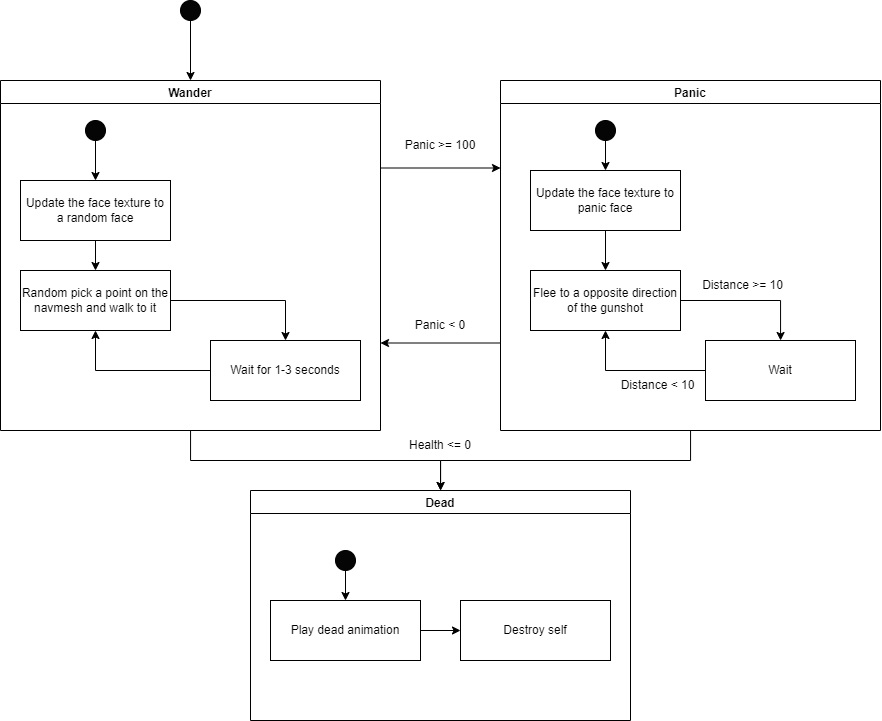 Wander
Update the face texture to
a random face
Random pick a point on the
navmesh and walk to it
Wait for 1-3 seconds
Panic >= 100
Panic < 0
Panic
Update the face texture to
panic face
Flee to a opposite direction
of the gunshot
Distance >= 10
Wait
Distance < 10
Health <= 0
Dead
Play dead animation
Destroy self